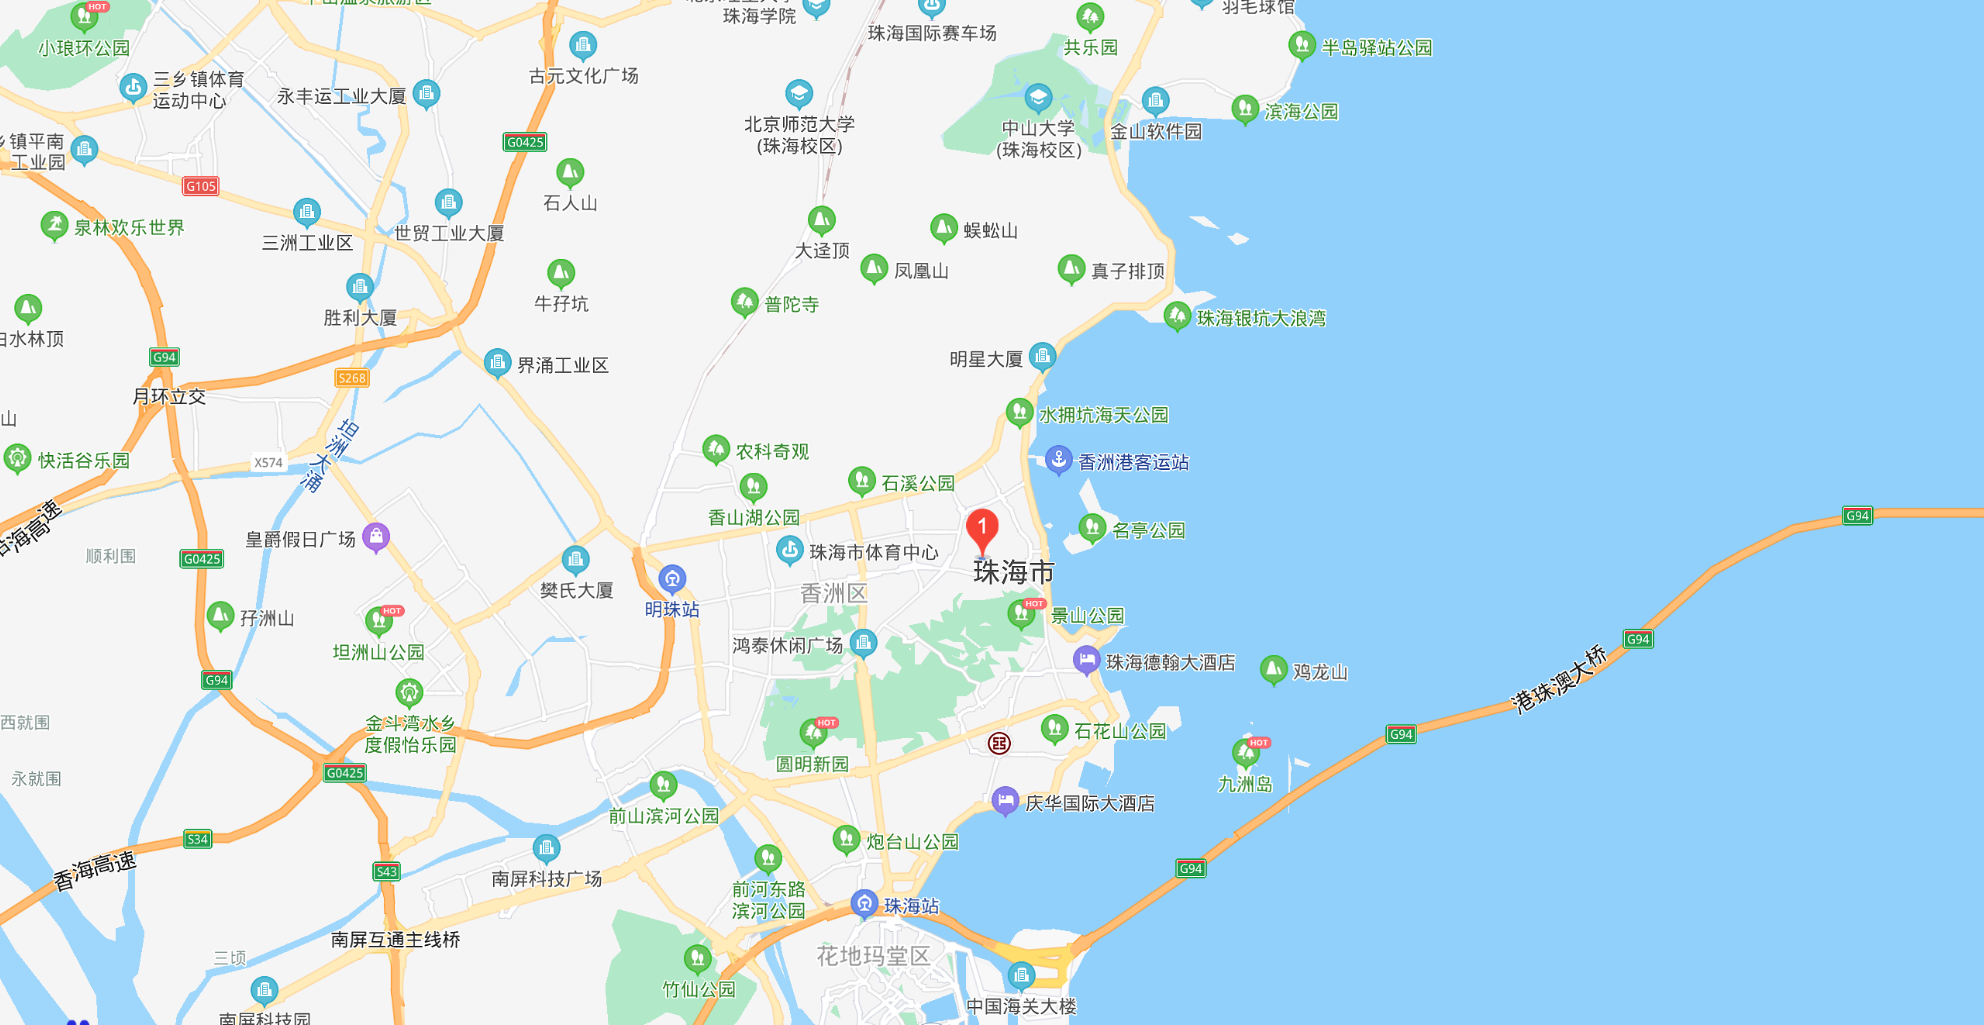 HOT
珠海学院
珠海国际赛车场
共乐园
羽毛球馆
半岛驿站公园
小琅环公园
三乡镇体育
运动中心
永丰运工业大厦
古元文化广场
北京师范大学
(珠海校区)
中山大学
(珠海校区)
金山软件园
滨海公园
镇平南
工业园
G0425
G105
石人山
泉林欢乐世界
三洲工业区
世贸工业大厦
大迳顶
蜈蚣山
凤凰山
真子排顶
牛孖坑
普陀寺
珠海银坑大浪湾
胜利大厦
白水林顶
G94
S268
界涌工业区
明星大厦
月环立交
山
水拥坑海天公园
坦洲大涌
快活谷乐园
X574
农科奇观
香洲港客运站
石溪公园
香山湖公园
1
沿海高速
皇爵假日广场
名亭公园
G94
顺利围
G0425
珠海市体育中心
珠海市
樊氏大厦
香洲区
明珠站
HOT
HOT
孖洲山
景山公园
坦洲山公园
鸿泰休闲广场
G94
珠海德翰大酒店
鸡龙山
港珠澳大桥
G94
西就围
金斗湾水乡
度假怡乐园
HOT
石花山公园
G94
HOT
圆明新园
永就围
G0425
九洲岛
前山滨河公园
庆华国际大酒店
S34
炮台山公园
香海高速
S43
南屏科技广场
G94
前河东路
滨河公园
珠海站
南屏互通主线桥
三顷
花地玛堂区
竹仙公园
中国海关大楼
南屏科技园